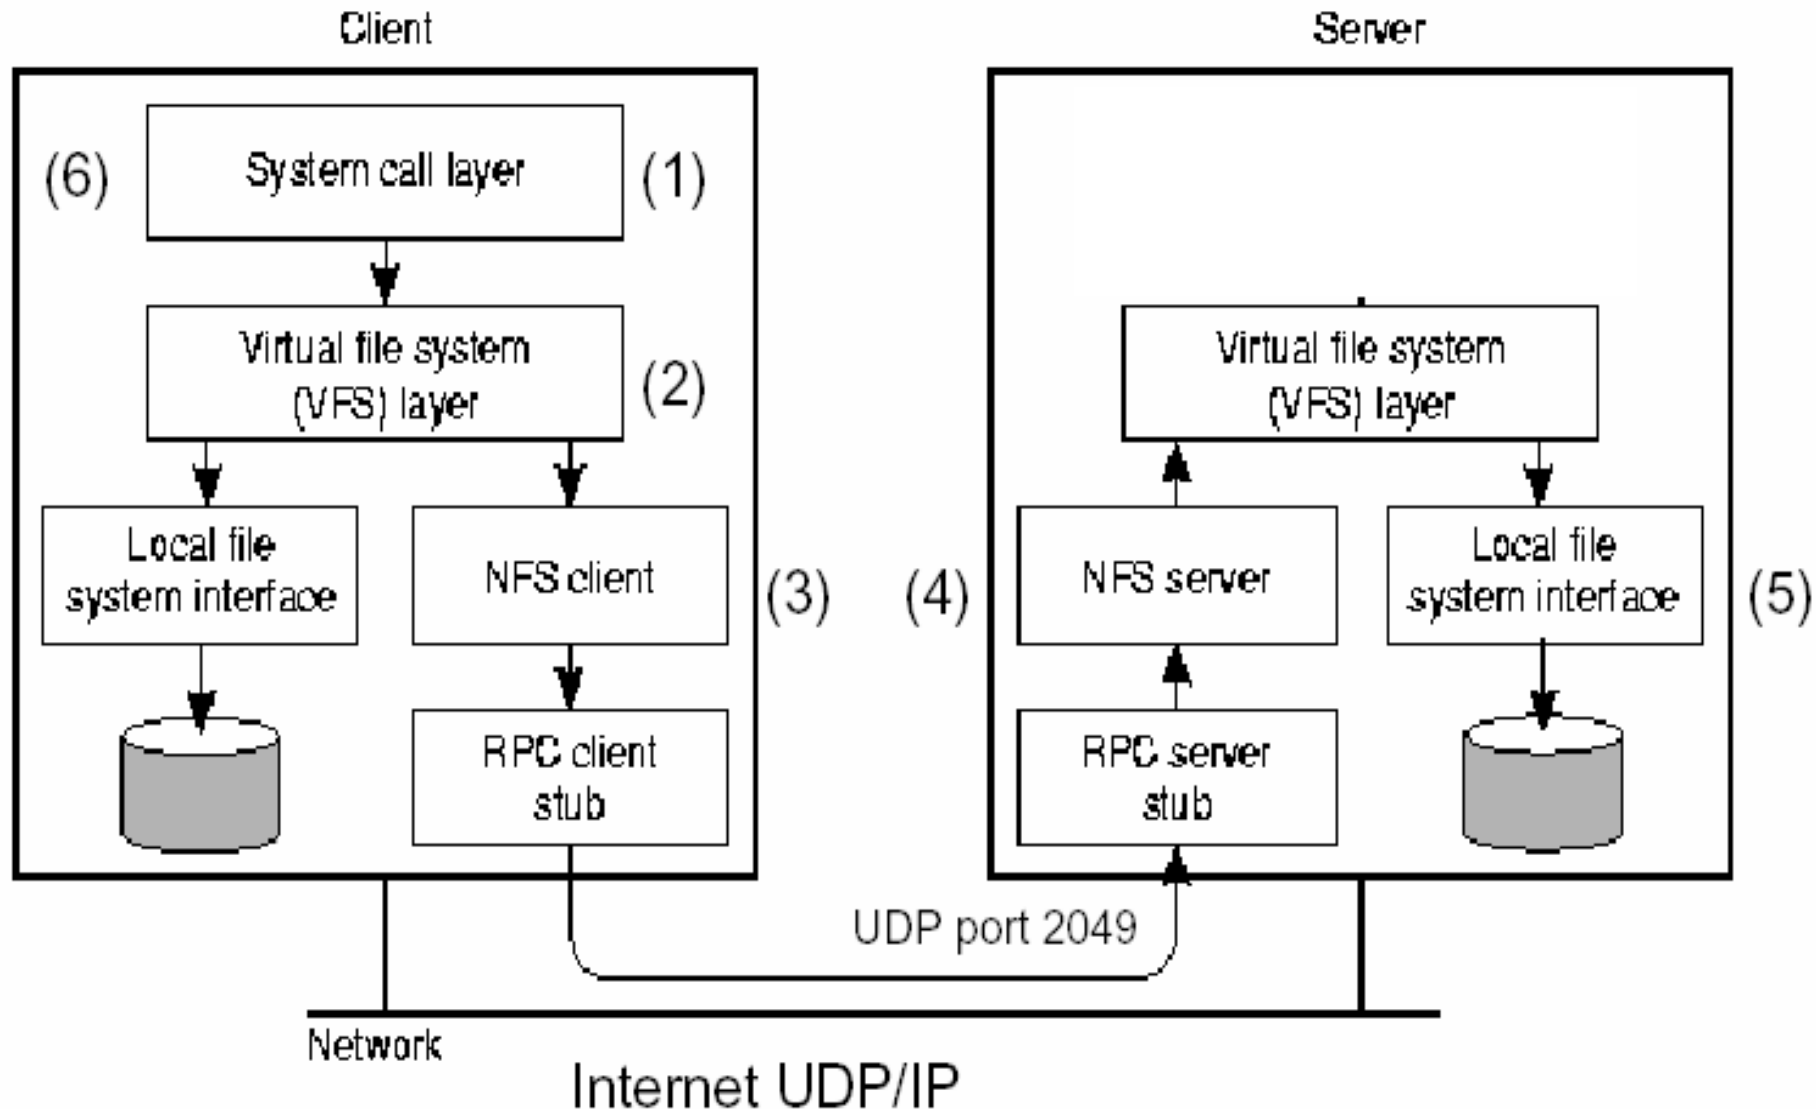 Client
Server
(6)
System call layer
(1)
Virtual file system
(VFS) layer
(2)
Virtual file system
(VFS) layer
Local file
system interface
NFS client
(3)
(4)
NFS server
Local file
system interface
(5)
RPC client
stub
RPC server
stub
UDP port 2049
Network
Internet UDP/IP